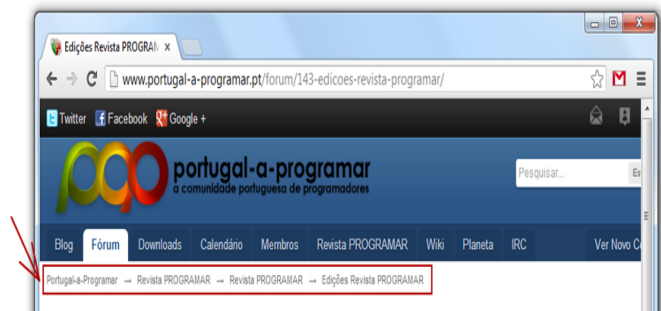 Edições Revista PROGRAM
www.portugal-a-programar.pt/forum/143-edicoes-revista-programar/
Twitter Facebook Google +
pap portugal-a-programar
a comunidade portuguesa de programadores
Pesquisar...
Blog Fórum Downloads Calendário Membros Revista PROGRAMAR Wiki Planeta IRC Ver Novo C
Portugal-a-Programar → Revista PROGRAMAR → Revista PROGRAMAR → Edições Revista PROGRAMAR